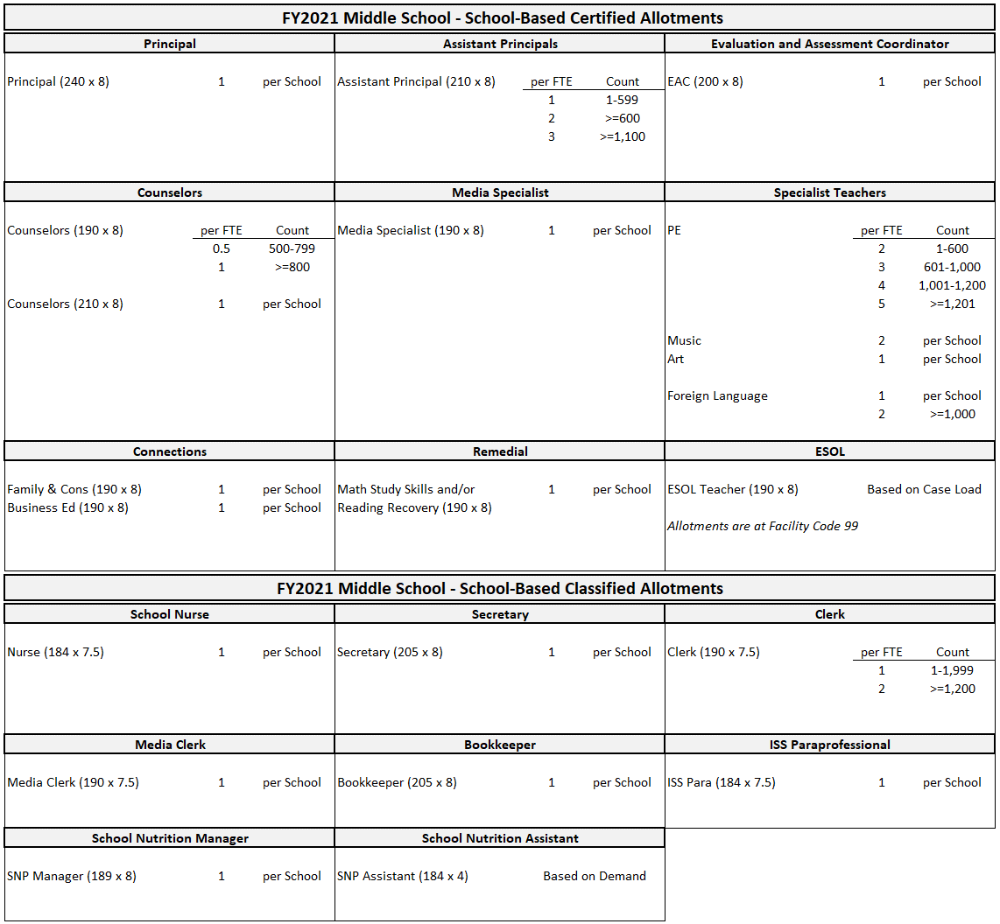 FY2021 Middle School - School-Based Certified Allotments
Principal
Principal (240 x 8) 1 per School
Assistant Principals
Assistant Principal (210 x 8) per FTE Count
1 1-599
2 >=600
3 >=1,100
Evaluation and Assessment Coordinator
EAC (200 x 8) 1 per School
Counselors
Counselors (190 x 8) per FTE Count
0.5 500-799
1 >=800
Counselors (210 x 8) 1 per School
Media Specialist
Media Specialist (190 x 8) 1 per School
Specialist Teachers
PE per FTE Count
2 1-600
3 601-1,000
4 1,001-1,200
5 >=1,201
Music 2 per School
Art 1 per School
Foreign Language 1 per School
2 >=1,000
Connections
Family & Cons (190 x 8) 1 per School
Business Ed (190 x 8) 1 per School
Remedial
Math Study Skills and/or 1 per School
Reading Recovery (190 x 8)
ESOL
ESOL Teacher (190 x 8) Based on Case Load
Allotments are at Facility Code 99
FY2021 Middle School - School-Based Classified Allotments
School Nurse
Nurse (184 x 7.5) 1 per School
Secretary
Secretary (205 x 8) 1 per School
Clerk
Clerk (190 x 7.5) per FTE Count
1 1-1,999
2 >=1,200
Media Clerk
Media Clerk (190 x 7.5) 1 per School
Bookkeeper
Bookkeeper (205 x 8) 1 per School
ISS Paraprofessional
ISS Para (184 x 7.5) 1 per School
School Nutrition Manager
SNP Manager (189 x 8) 1 per School
School Nutrition Assistant
SNP Assistant (184 x 4) Based on Demand